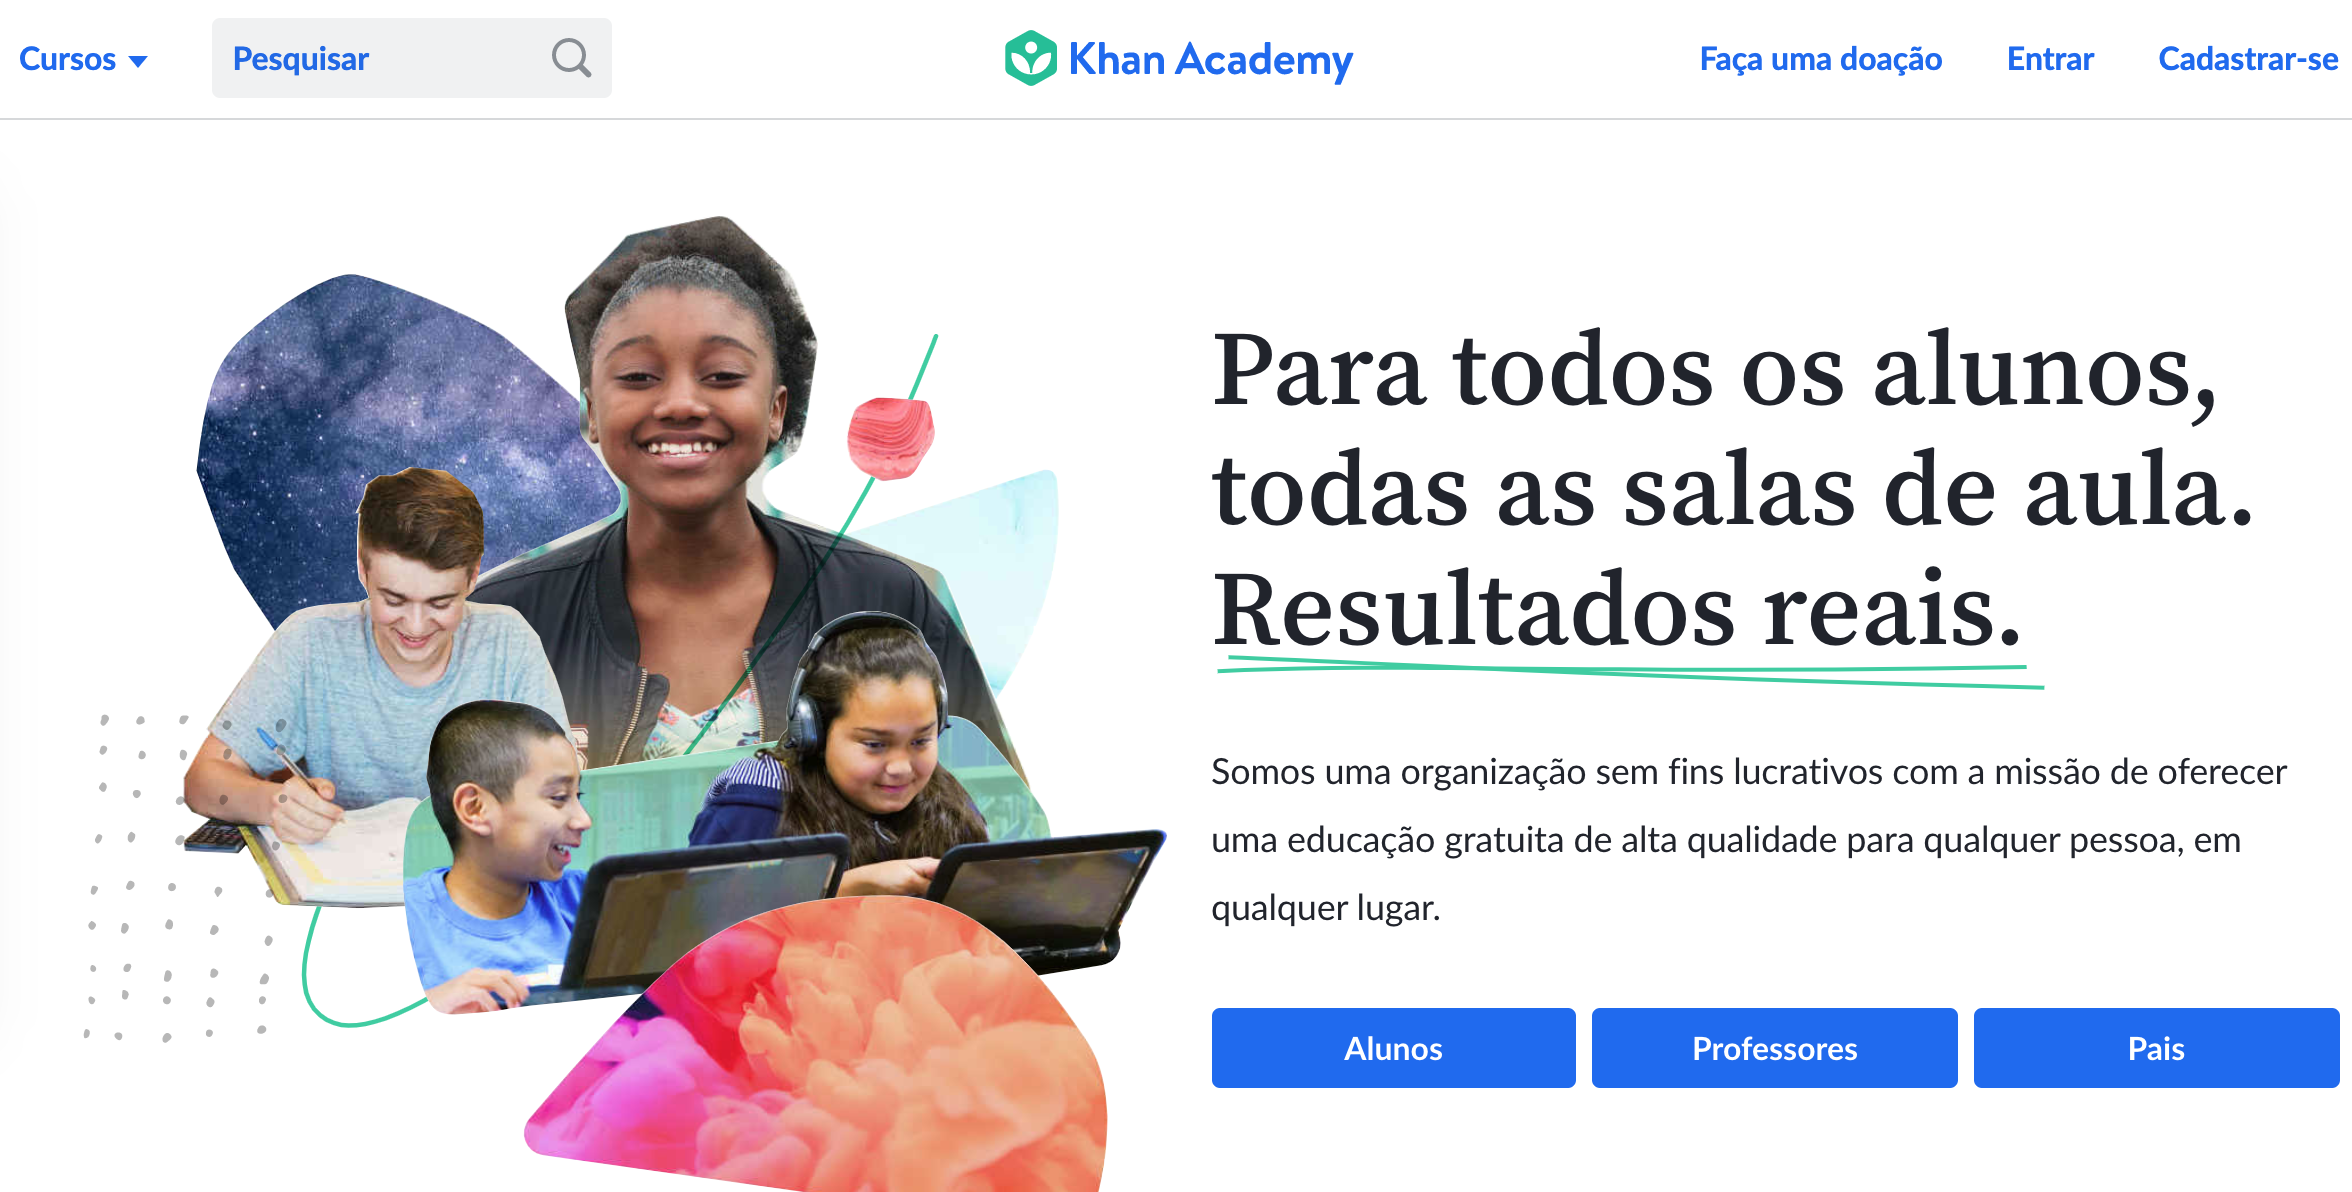 Cursos
Pesquisar
Khan Academy
Faça uma doação
Entrar
Cadastrar-se
Para todos os alunos,
todas as salas de aula.
Resultados reais.
Somos uma organização sem fins lucrativos com a missão de oferecer
uma educação gratuita de alta qualidade para qualquer pessoa, em
qualquer lugar.
Alunos
Professores
Pais